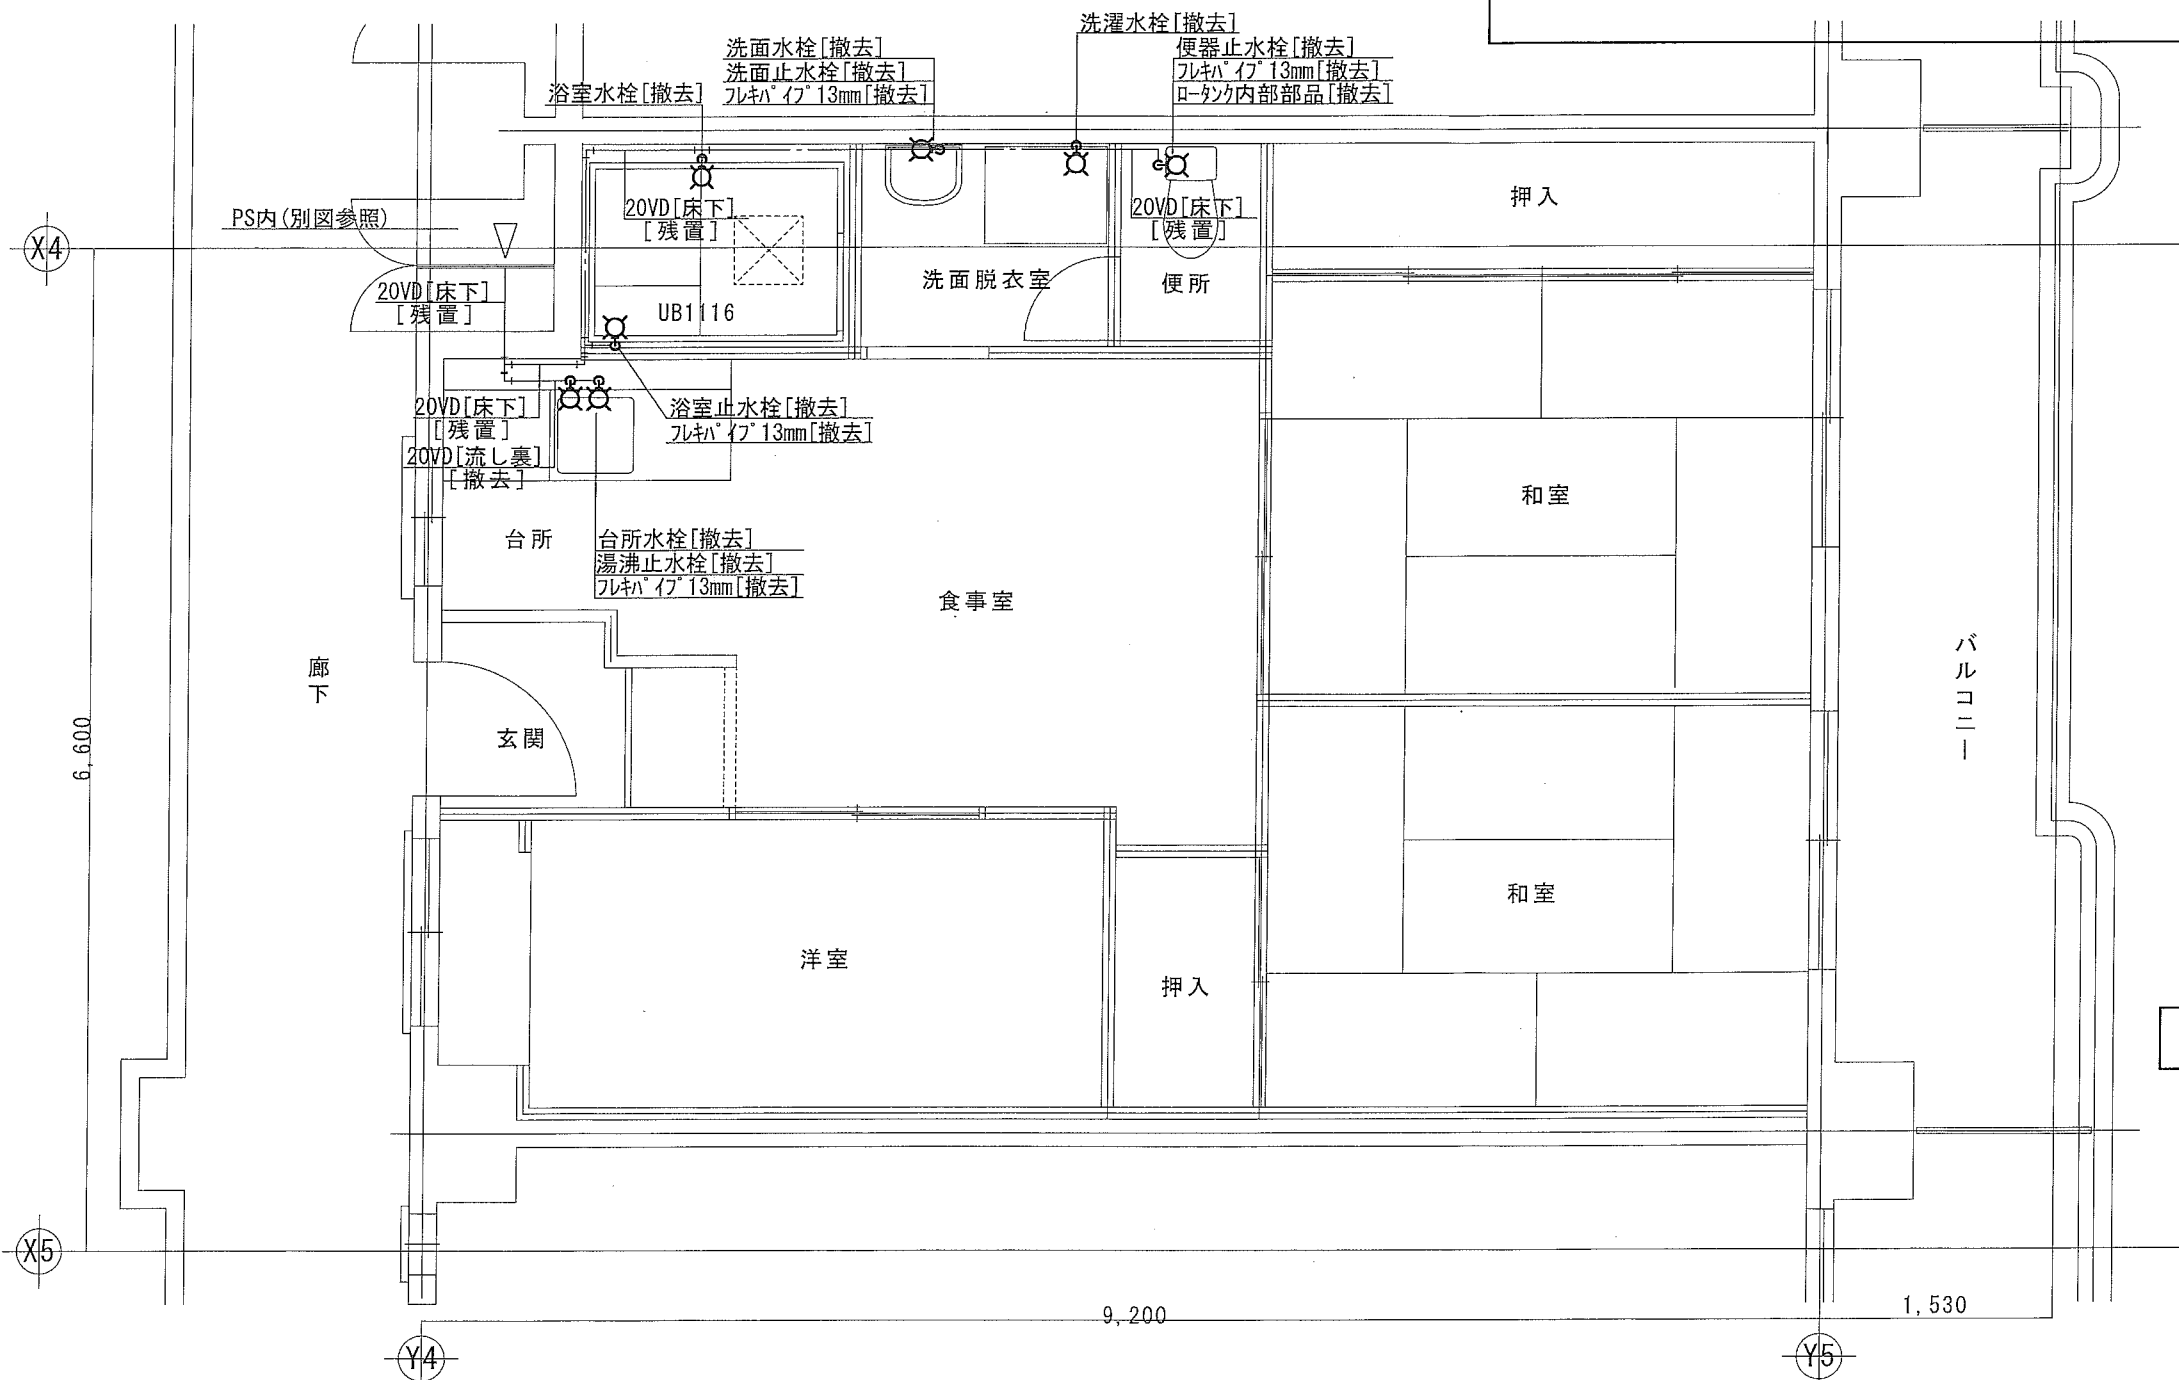 洗濯水栓[撤去]
洗面水栓[撤去]
洗面止水栓[撤去]
フレキパイプ13mm[撤去]
便器止水栓[撤去]
フレキパイプ13mm[撤去]
ロータンク内部部品[撤去]
浴室水栓[撤去]
PS内(別図参照)
20VD[床下]
[残置]
20VD[床下]
[残置]
押入
X4
洗面脱衣室
便所
20VD[床下]
[残置]
UB1116
20VD[床下]
[残置]
20VD[流し裏]
[撤去]
浴室止水栓[撤去]
フレキパイプ13mm[撤去]
和室
台所
台所水栓[撤去]
湯沸止水栓[撤去]
フレキパイプ13mm[撤去]
食事室
廊下
バルコニー
玄関
6,600
和室
洋室
押入
X5
9,200
1,530
Y4
Y5